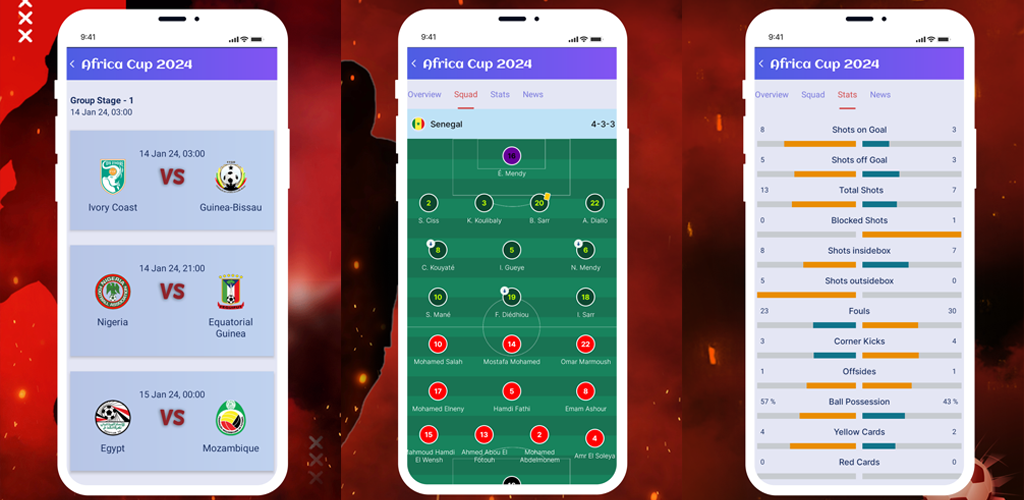 9:41
Africa Cup 2024
Group Stage - 1
14 Jan 24, 03:00
14 Jan 24, 03:00
VS
Ivory Coast
Guinea-Bissau
14 Jan 24, 21:00
VS
Nigeria
Equatorial
Guinea
15 Jan 24, 00:00
VS
Egypt
Mozambique
9:41
Africa Cup 2024
Overview Squad Stats News
Senegal 4-3-3
16
É. Mendy
2 3 20 22
S. Ciss K. Koulibaly B. Sarr A. Diallo
8 5 6
C. Kouyaté I. Gueye N. Mendy
10 19 18
S. Mané F. Diédhiou I. Sarr
10 14 22
Mohamed Salah Mostafa Mohamed Omar Marmoush
17 5 8
Mohamed Elneny Hamdi Fathi Emam Ashour
15 13 2 4
Mahmoud Hamdi El Wensh Ahmed Abou El Fotouh Mohamed Abdelmonem Amr El Soleya
9:41
Africa Cup 2024
Overview Squad Stats News
8 Shots on Goal 3
5 Shots off Goal 3
13 Total Shots 7
0 Blocked Shots 1
8 Shots insidebox 7
5 Shots outsidebox 0
23 Fouls 30
3 Corner Kicks 4
1 Offsides 1
57 % Ball Possession 43 %
4 Yellow Cards 2
0 Red Cards 0